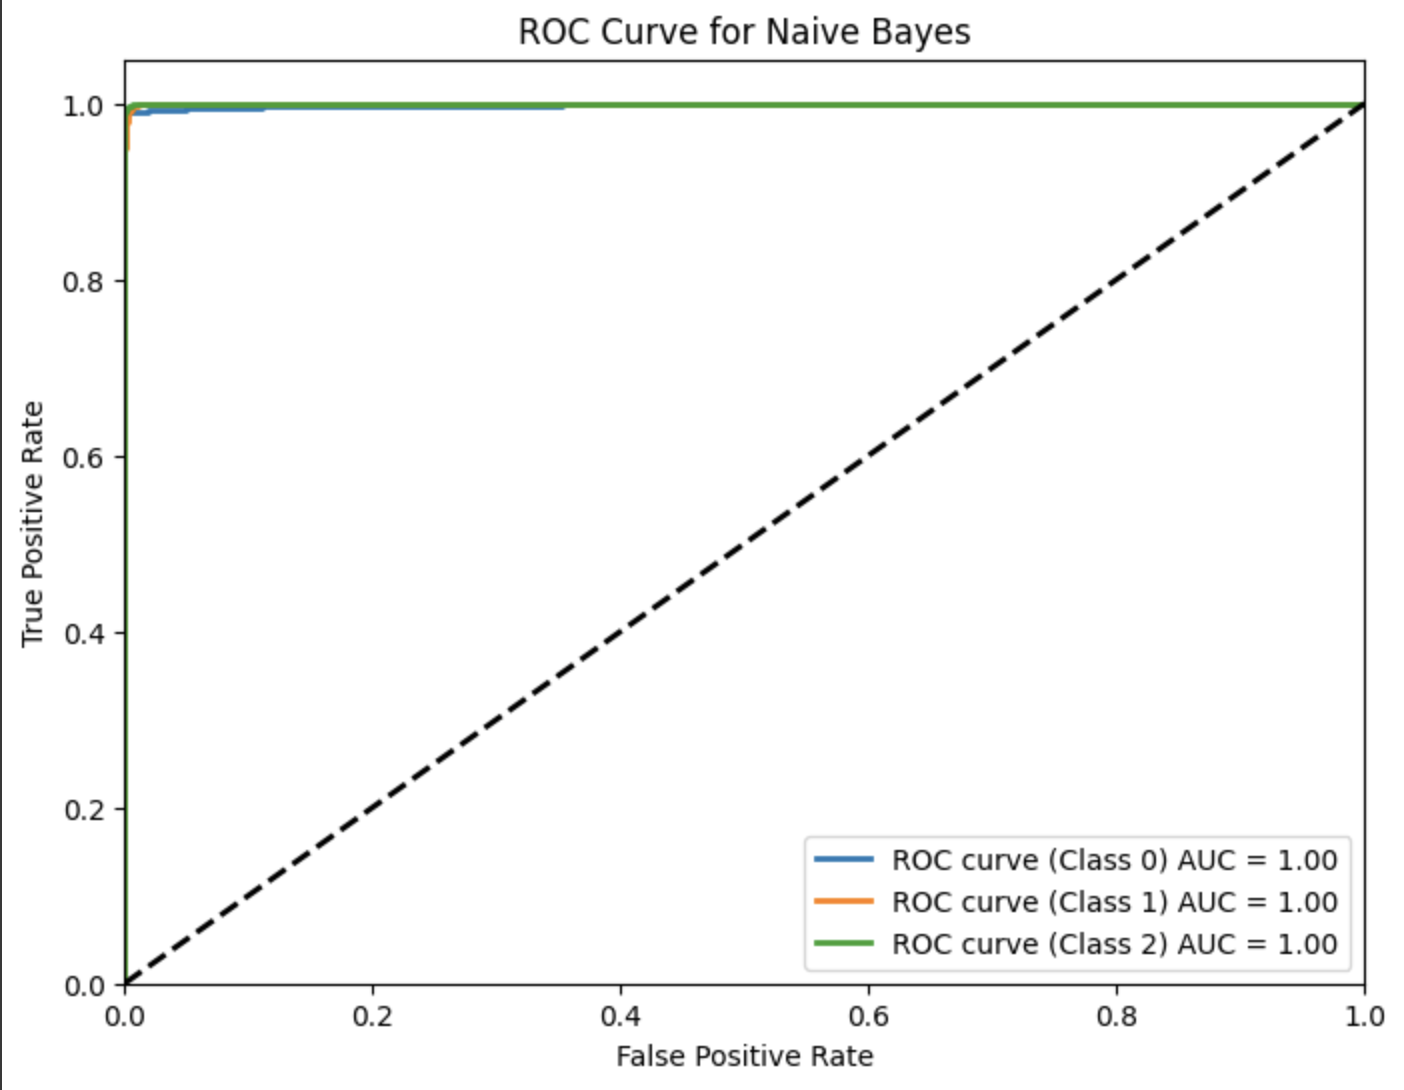 ROC Curve for Naive Bayes
1.0
0.8
0.6
0.4
0.2
0.0
True Positive Rate
ROC curve (Class 0) AUC = 1.00
ROC curve (Class 1) AUC = 1.00
ROC curve (Class 2) AUC = 1.00
0.0 0.2 0.4 0.6 0.8 1.0
False Positive Rate